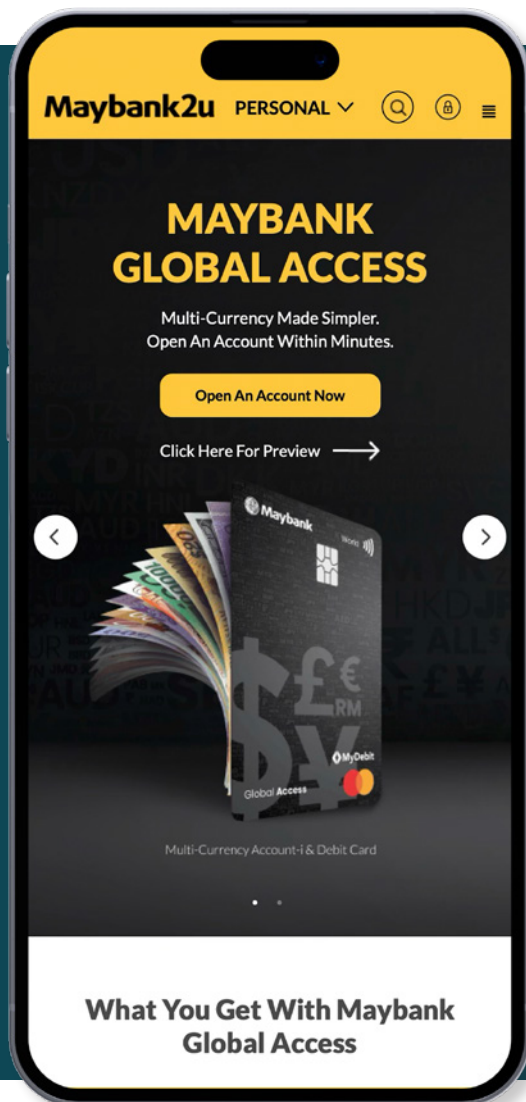 Maybank2u PERSONAL
MAYBANK
GLOBAL ACCESS
Multi-Currency Made Simpler.
Open An Account Within Minutes.
Open An Account Now
Click Here For Preview
Maybank
World
$ £ €
RM
¥
MyDebit
Global Access
Multi-Currency Account-i & Debit Card
What You Get With Maybank
Global Access